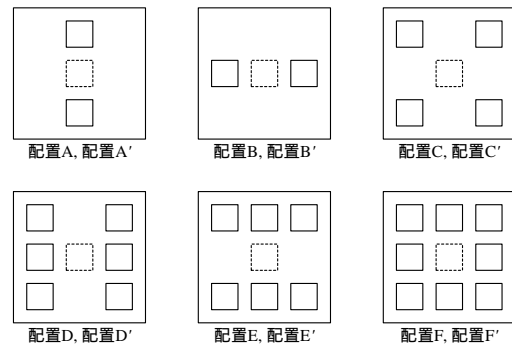 配置A, 配置A′
配置B, 配置B′
配置C, 配置C′
配置D, 配置D′
配置E, 配置E′
配置F, 配置F′